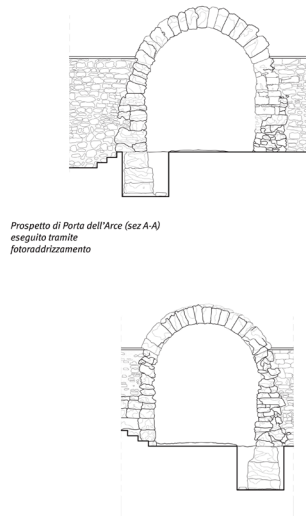 Prospetto di Porta dell'Arce (sez A-A)
eseguito tramite
fotoraddrizzamento